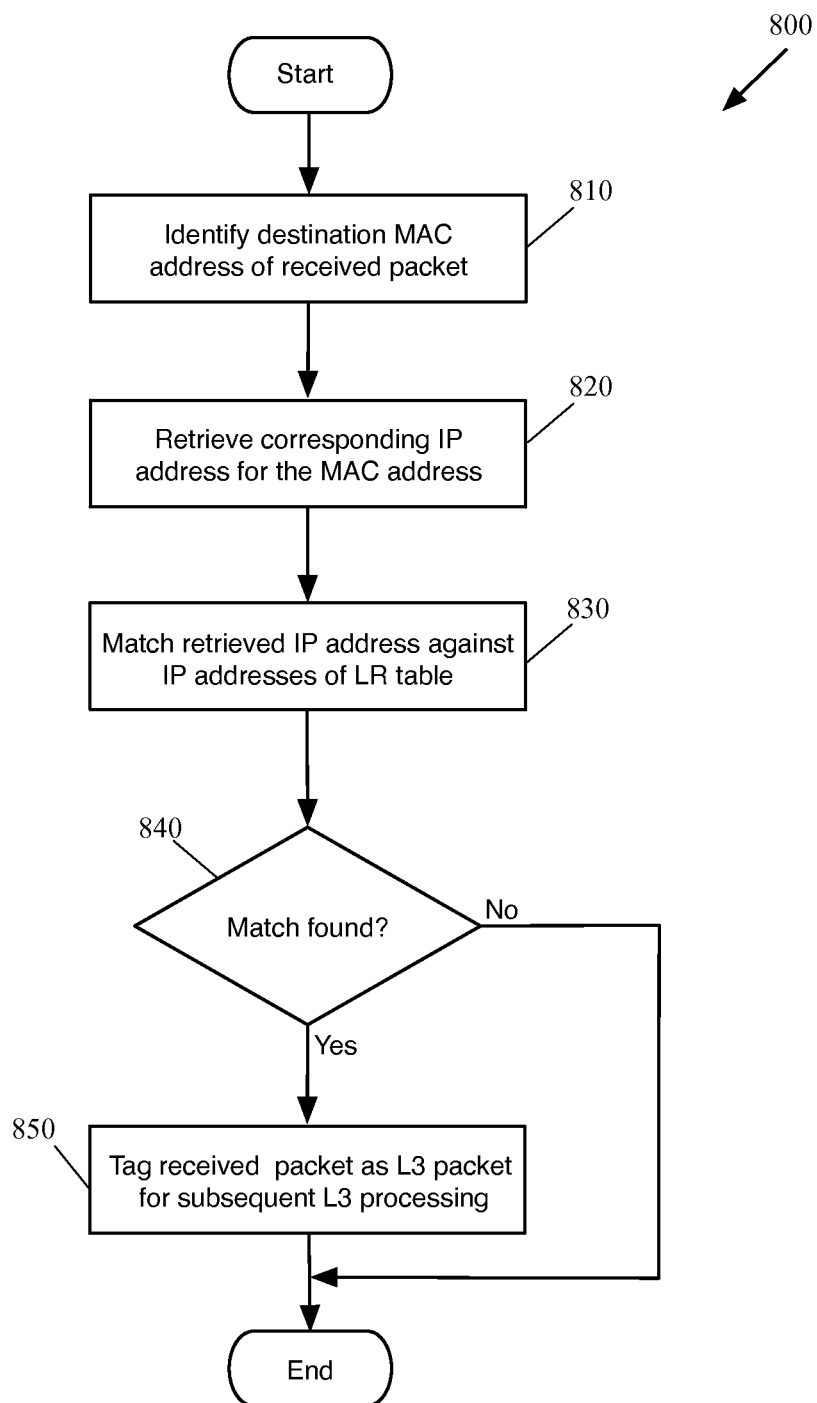 800
Start
810
Identify destination MAC
address of received packet
820
Retrieve corresponding IP
address for the MAC address
830
Match retrieved IP address against
IP addresses of LR table
840
Match found?
No
Yes
850
Tag received packet as L3 packet
for subsequent L3 processing
End